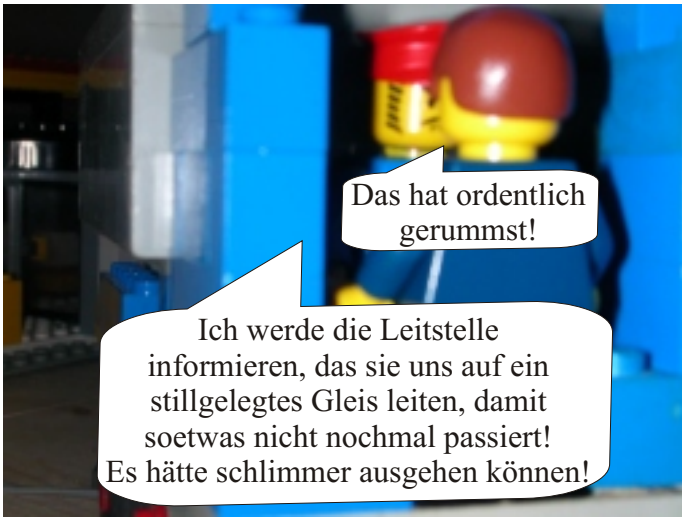 Das hat ordentlich
gerummst!
Ich werde die Leitstelle
informieren, das sie uns auf ein
stillgelegtes Gleis leiten, damit
soetwas nicht nochmal passiert!
Es hätte schlimmer ausgehen können!